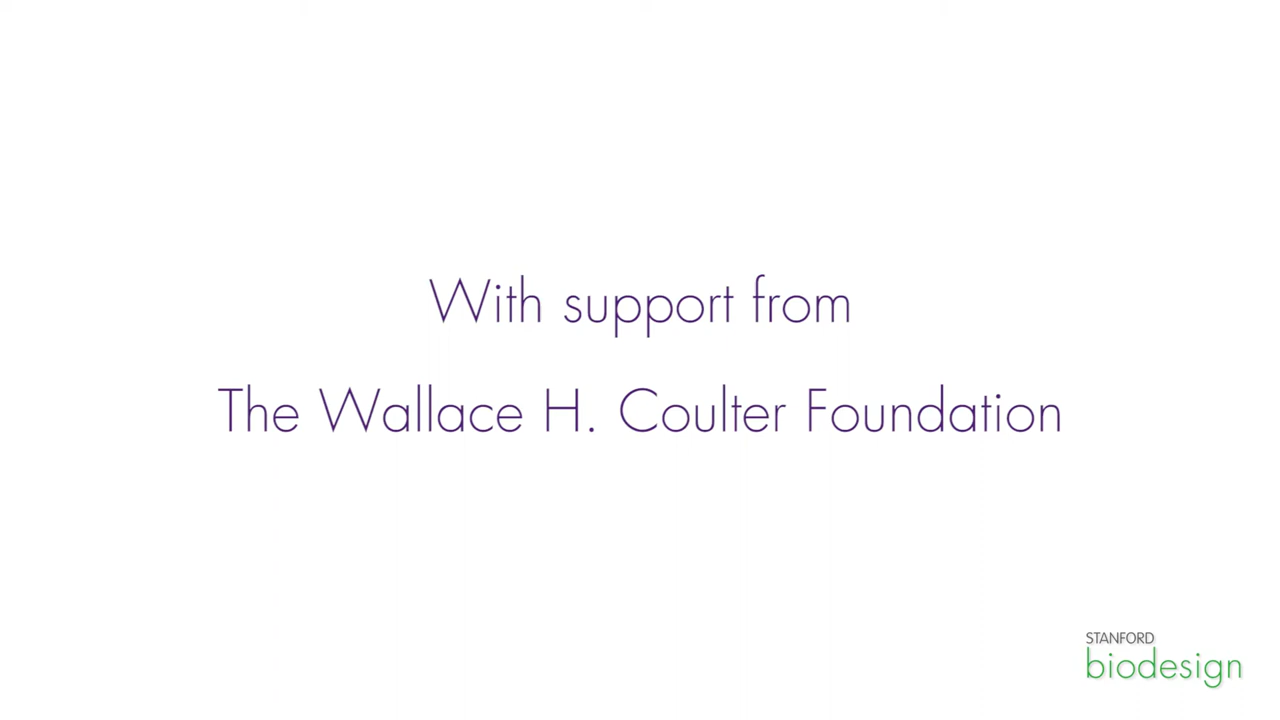 With support from
The Wallace H. Coulter Foundation
STANFORD
biodesign